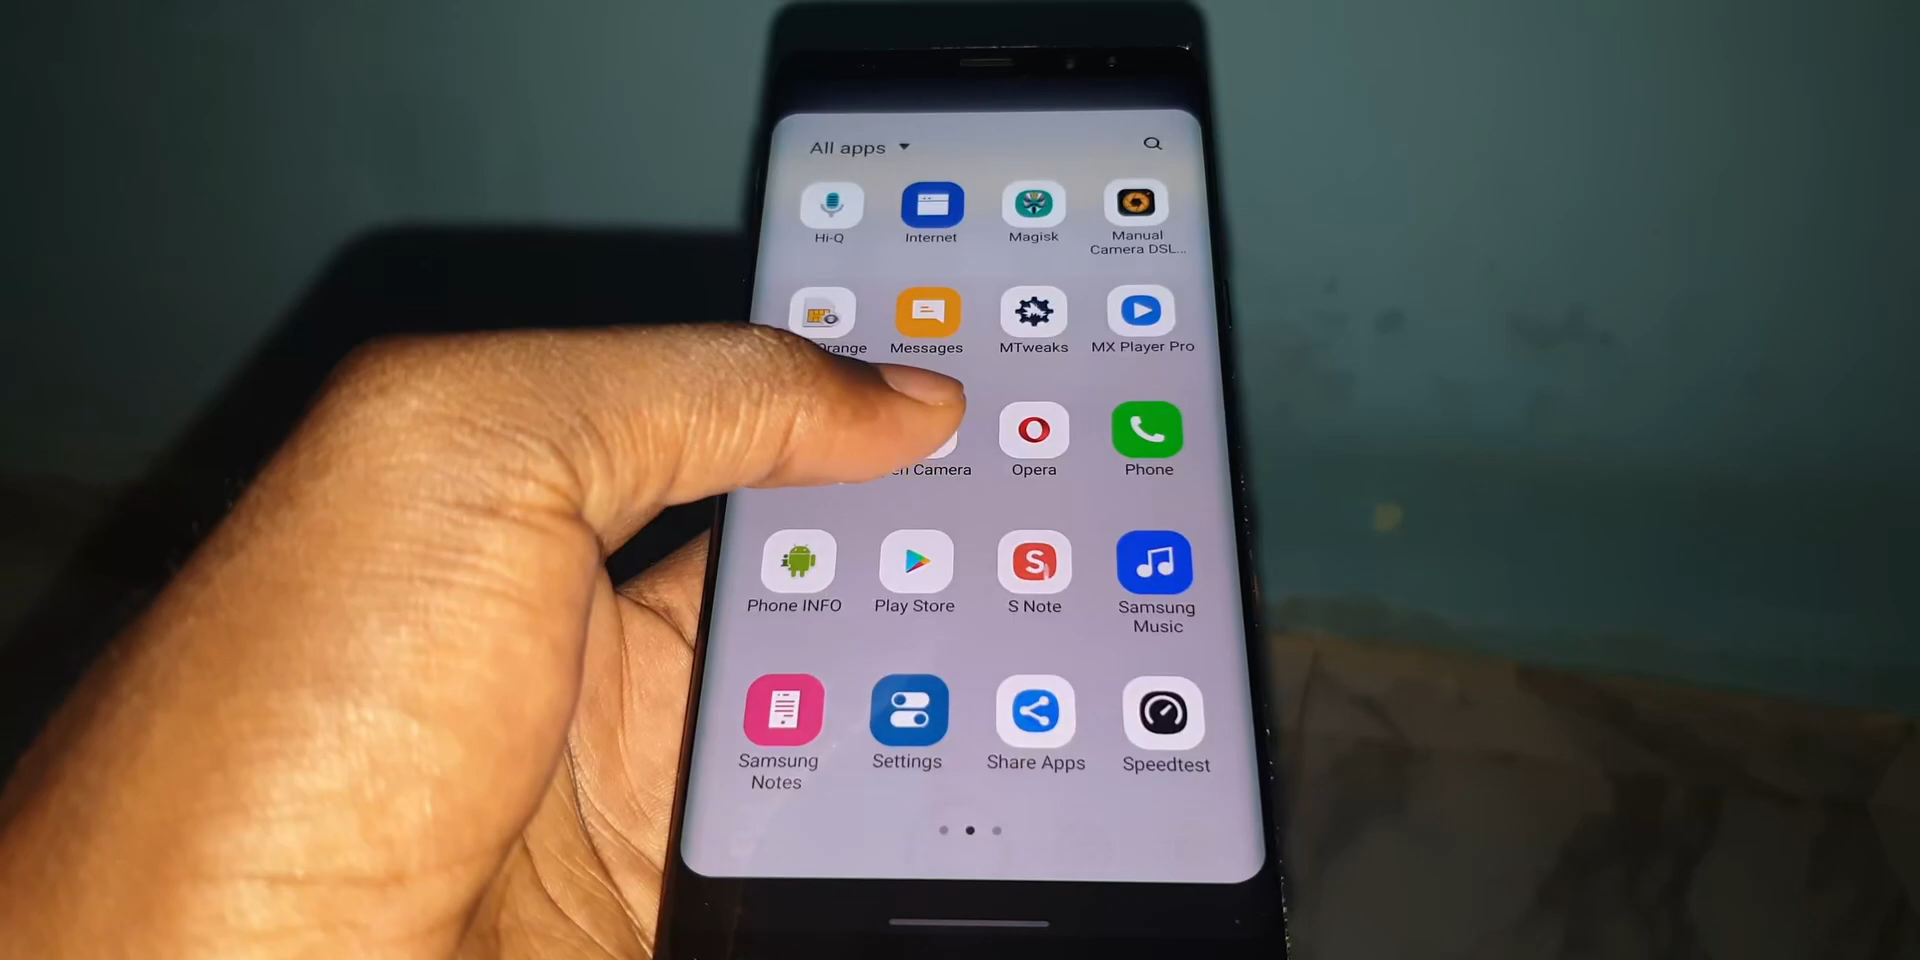 All apps
Hi-Q
Internet
Magisk
Manual
Camera DSL...
Orange
Messages
MTweaks
MX Player Pro
Camera
Opera
Phone
Phone INFO
Play Store
S Note
Samsung
Music
Samsung
Notes
Settings
Share Apps
Speedtest